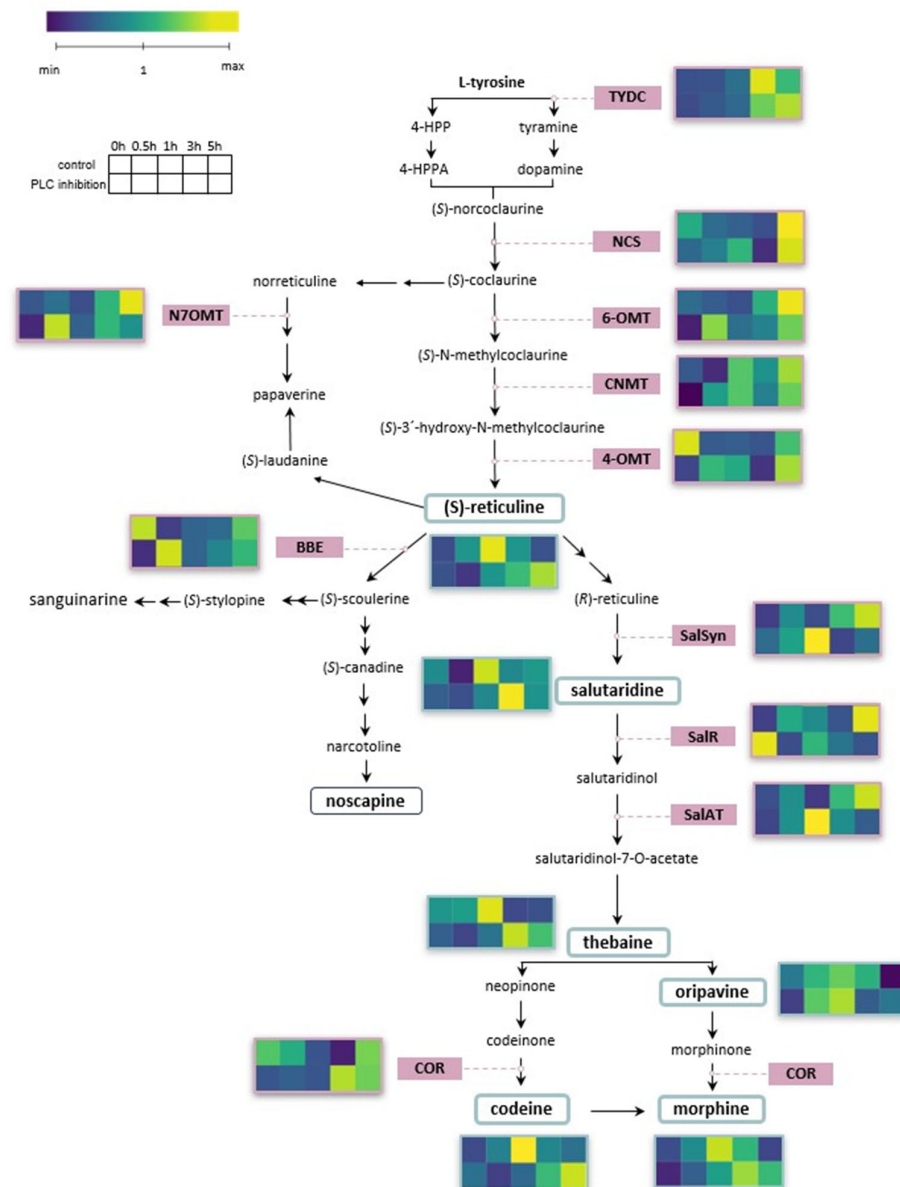 min 1 max
0h 0.5h 1h 3h 5h
control
PLC inhibition
L-tyrosine
TYDC
4-HPP tyramine
4-HPPA dopamine
(S)-norcoclaurine
NCS
norreticuline (S)-coclaurine
N7OMT
6-OMT
(S)-N-methylcoclaurine
CNMT
papaverine
(S)-3´-hydroxy-N-methylcoclaurine
(S)-laudanine
4-OMT
(S)-reticuline
BBE
sanguinarine (S)-stylopine (S)-scoulerine
(R)-reticuline
SalSyn
(S)-canadine
salutaridine
SalR
narcotoline
salutaridinol
noscapine
SalAT
salutaridinol-7-O-acetate
thebaine
neopinone
oripavine
codeinone
morphinone
COR
COR
codeine
morphine